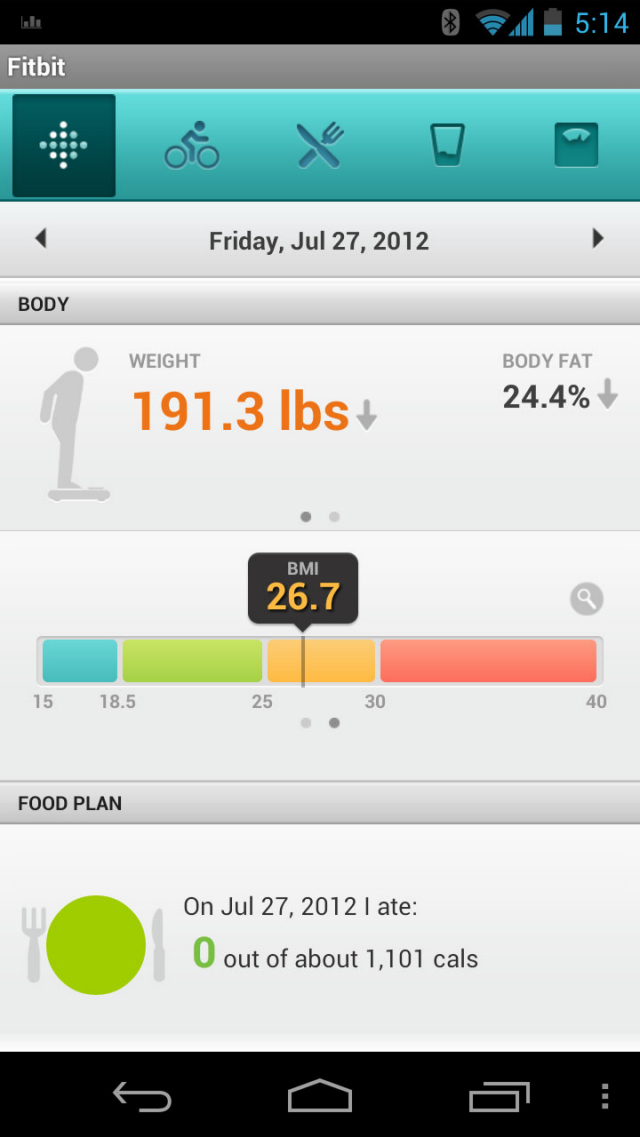 5:14
Fitbit
Friday, Jul 27, 2012
BODY
WEIGHT
191.3 lbs
BODY FAT
24.4%
BMI
26.7
15 18.5 25 30 40
FOOD PLAN
On Jul 27, 2012 I ate:
0 out of about 1,101 cals